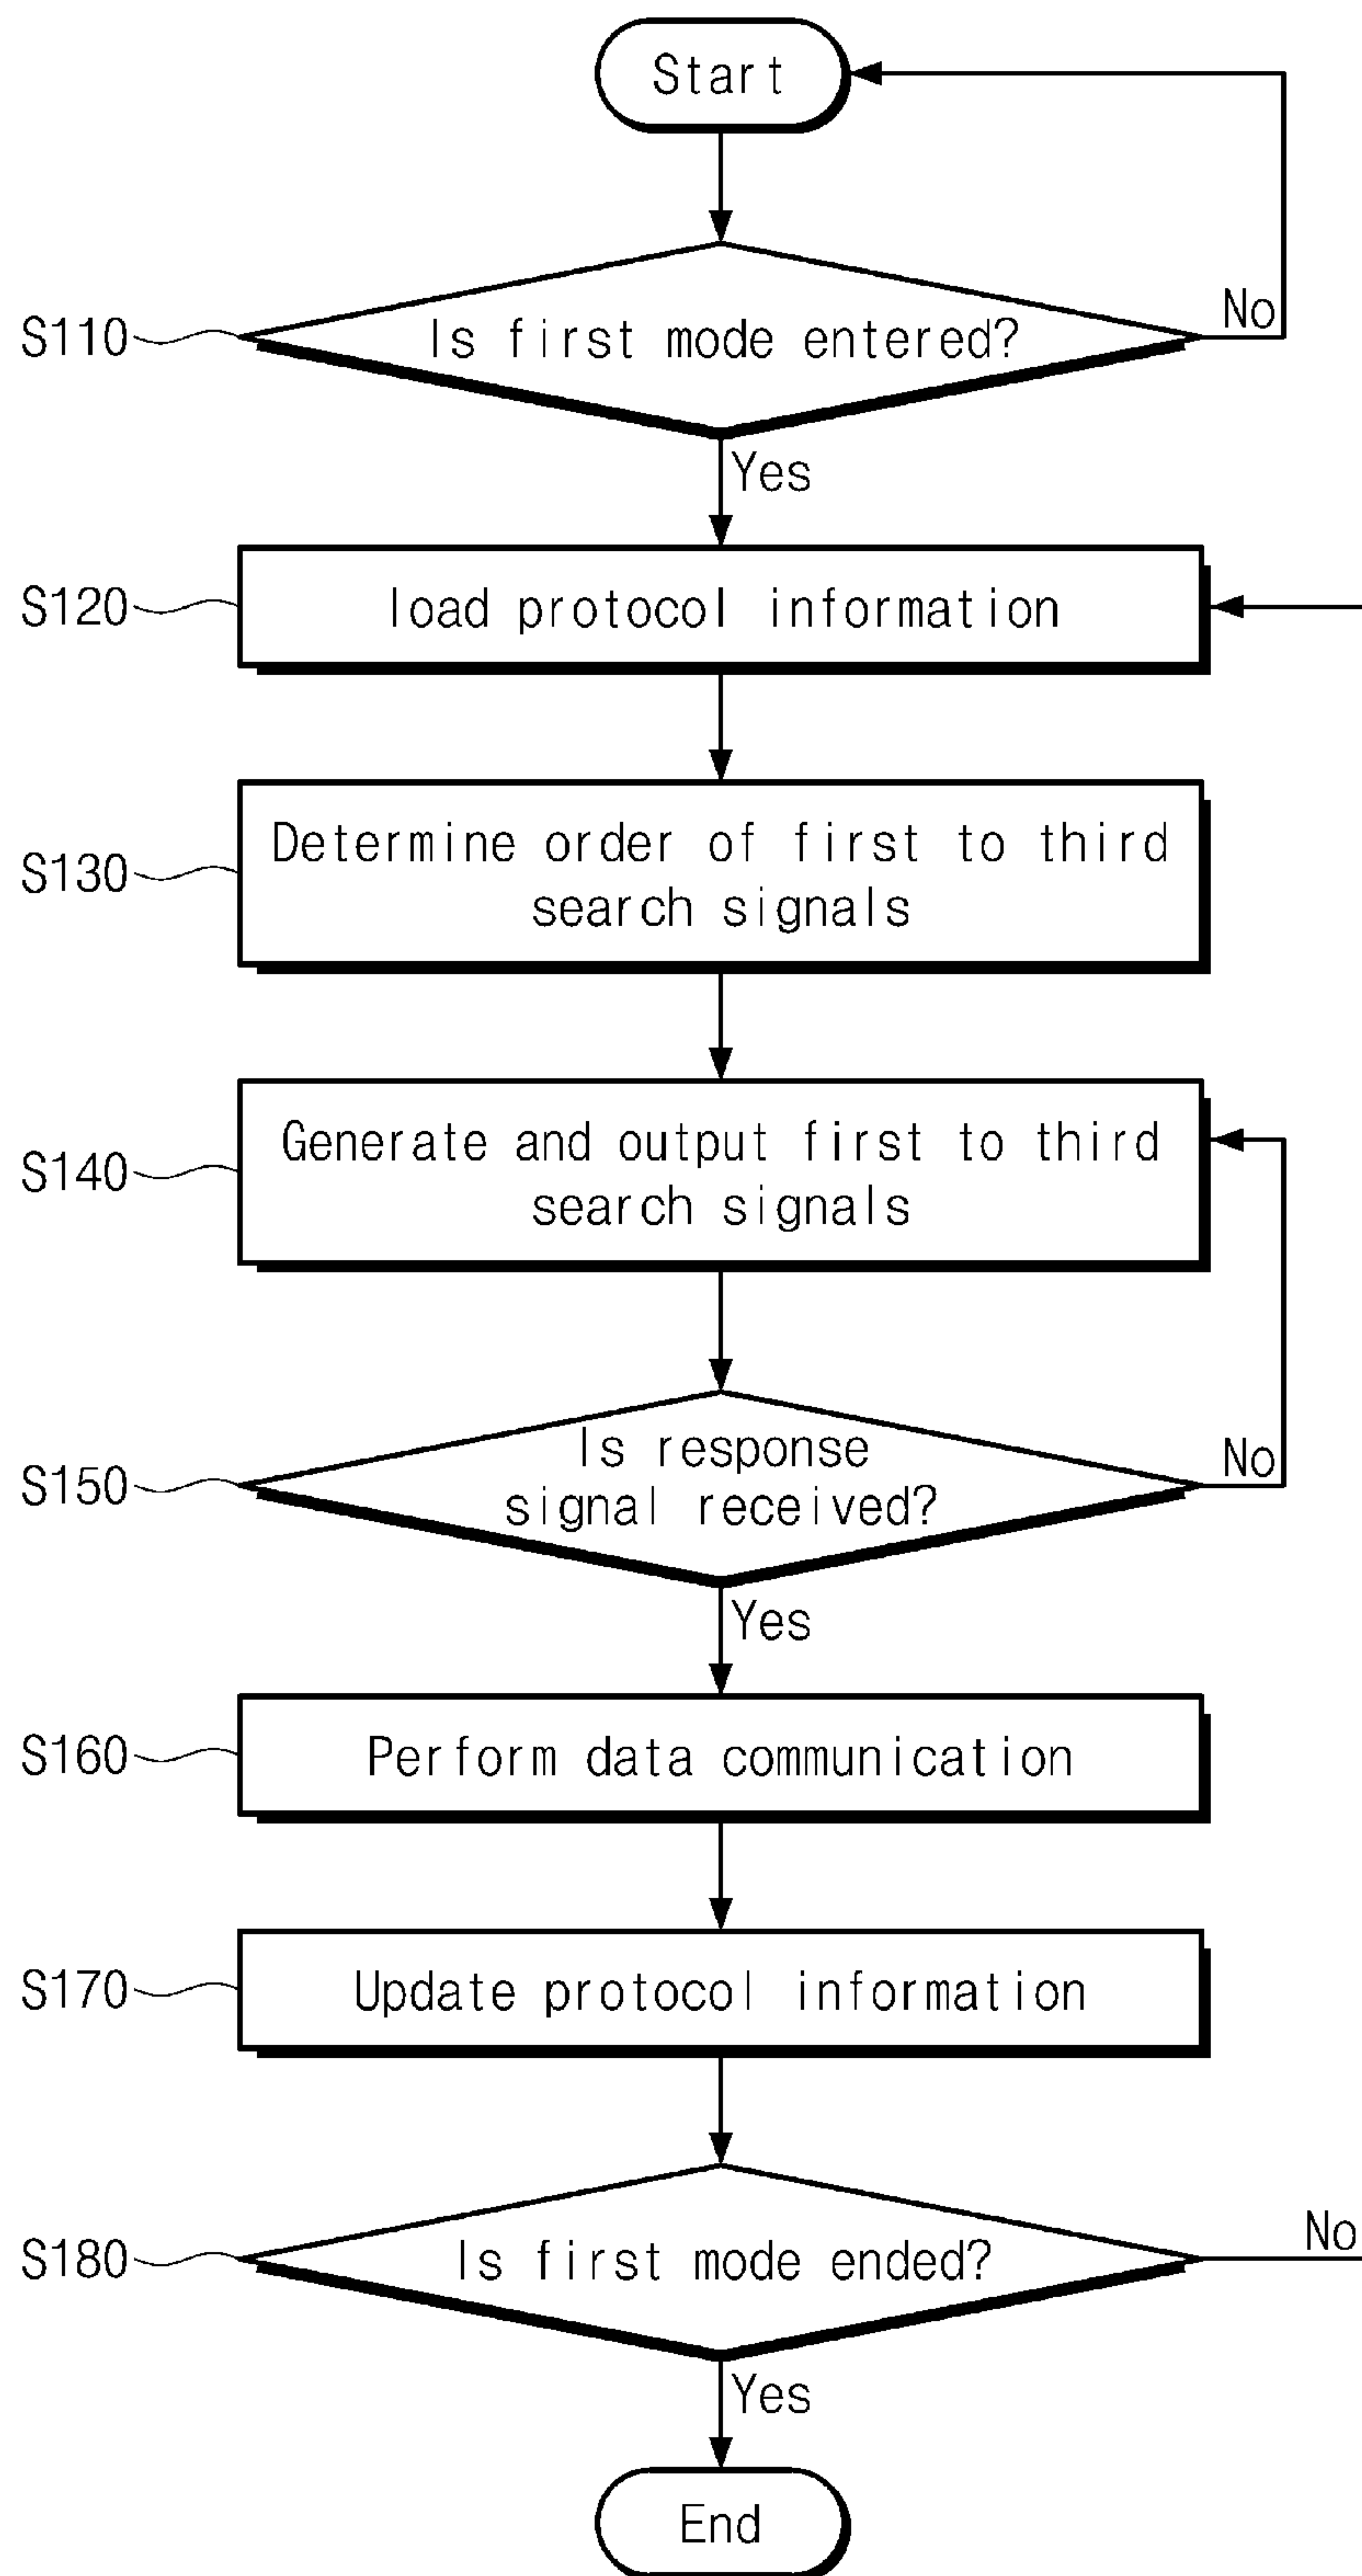 Start
S110
Is first mode entered?
No
Yes
S120
load protocol information
S130
Determine order of first to third
search signals
S140
Generate and output first to third
search signals
S150
Is response
signal received?
No
Yes
S160
Perform data communication
S170
Update protocol information
S180
Is first mode ended?
No
Yes
End